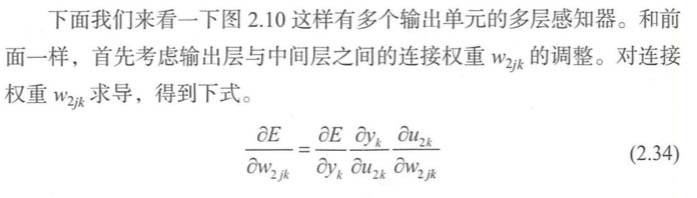 下面我们来看一下图 2.10 这样有多个输出单元的多层感知器。和前
面一样，首先考虑输出层与中间层之间的连接权重 w₂ⱼₖ 的调整。对连接
权重 w₂ⱼₖ 求导，得到下式。
∂E/∂w₂ⱼₖ = ∂E/∂yₖ ∂yₖ/∂u₂ₖ ∂u₂ₖ/∂w₂ⱼₖ (2.34)